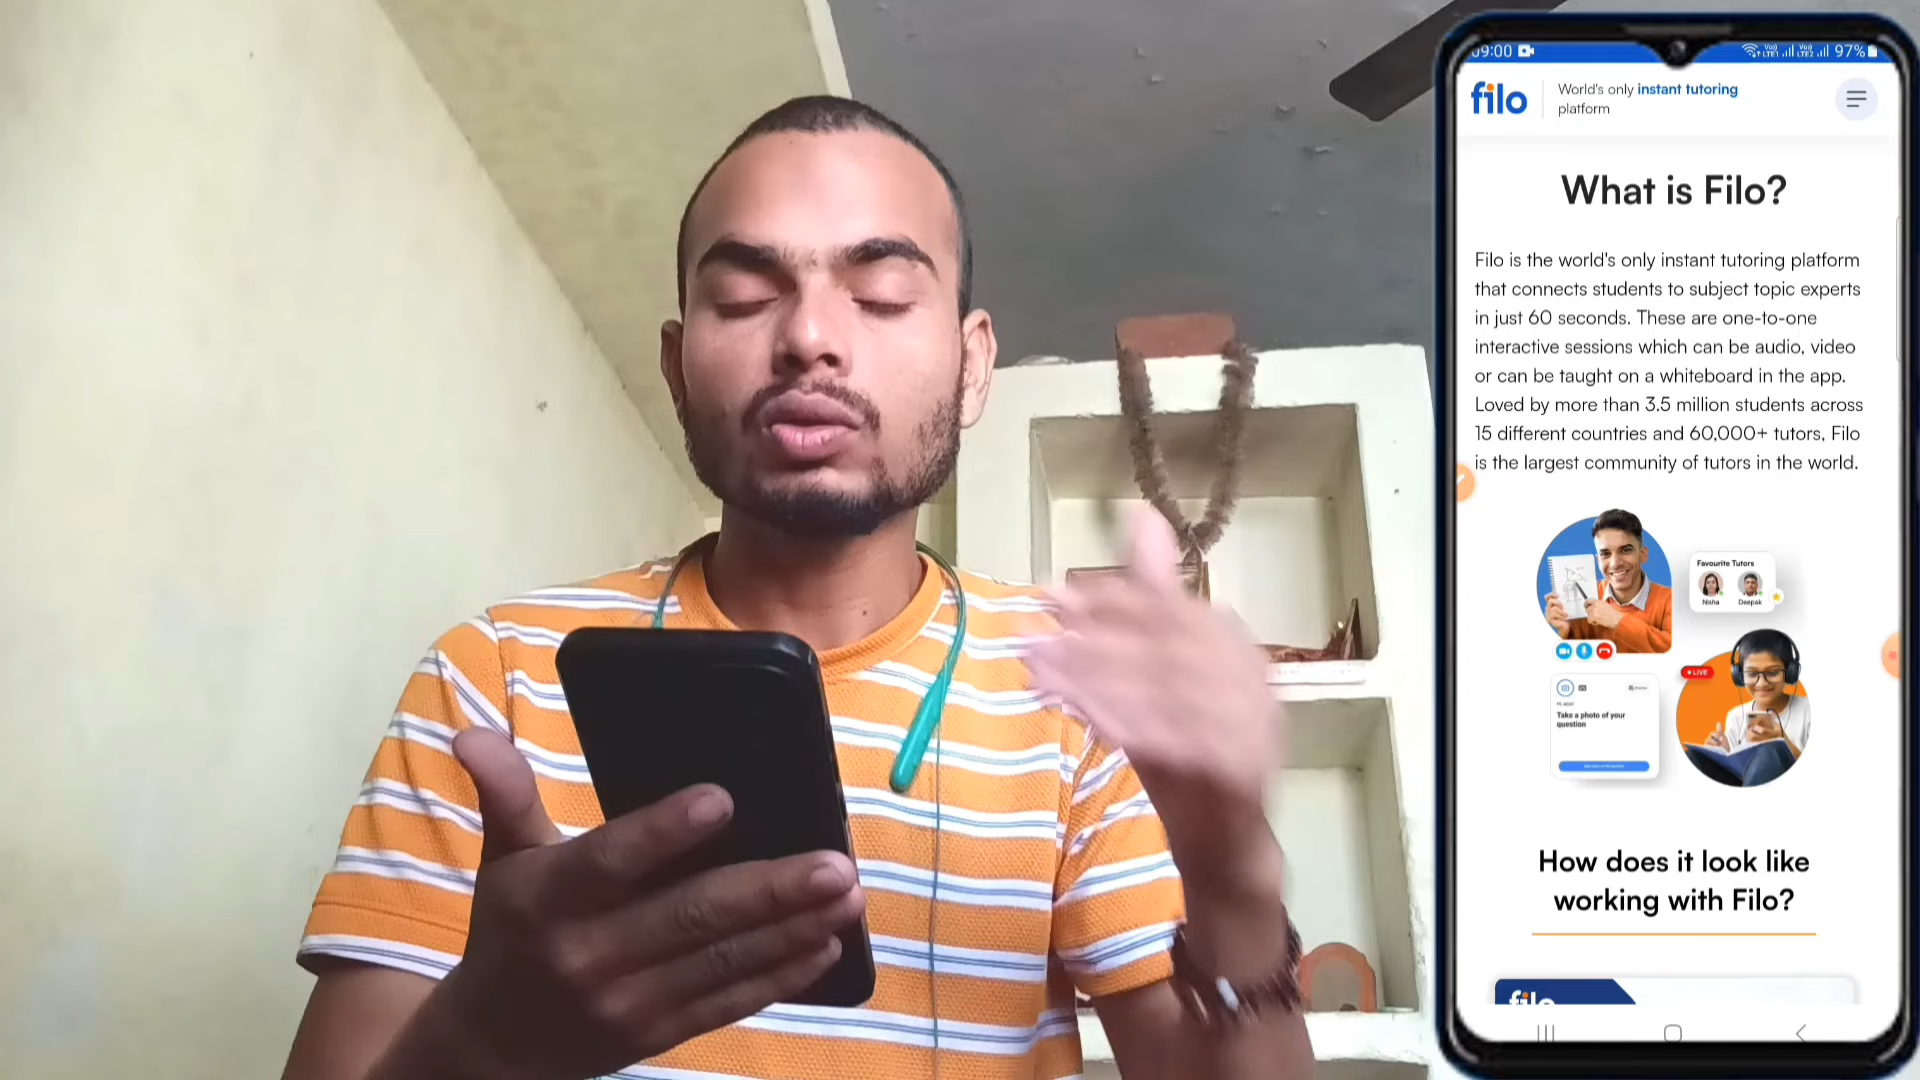 09:00
97%
filo
World's only instant tutoring
platform
What is Filo?
Filo is the world's only instant tutoring platform
that connects students to subject topic experts
in just 60 seconds. These are one-to-one
interactive sessions which can be audio, video
or can be taught on a whiteboard in the app.
Loved by more than 3.5 million students across
15 different countries and 60,000+ tutors, Filo
is the largest community of tutors in the world.
Favourite Tutors
Nisha
Deepak
LIVE
Take a photo of your
question
How does it look like
working with Filo?
filo